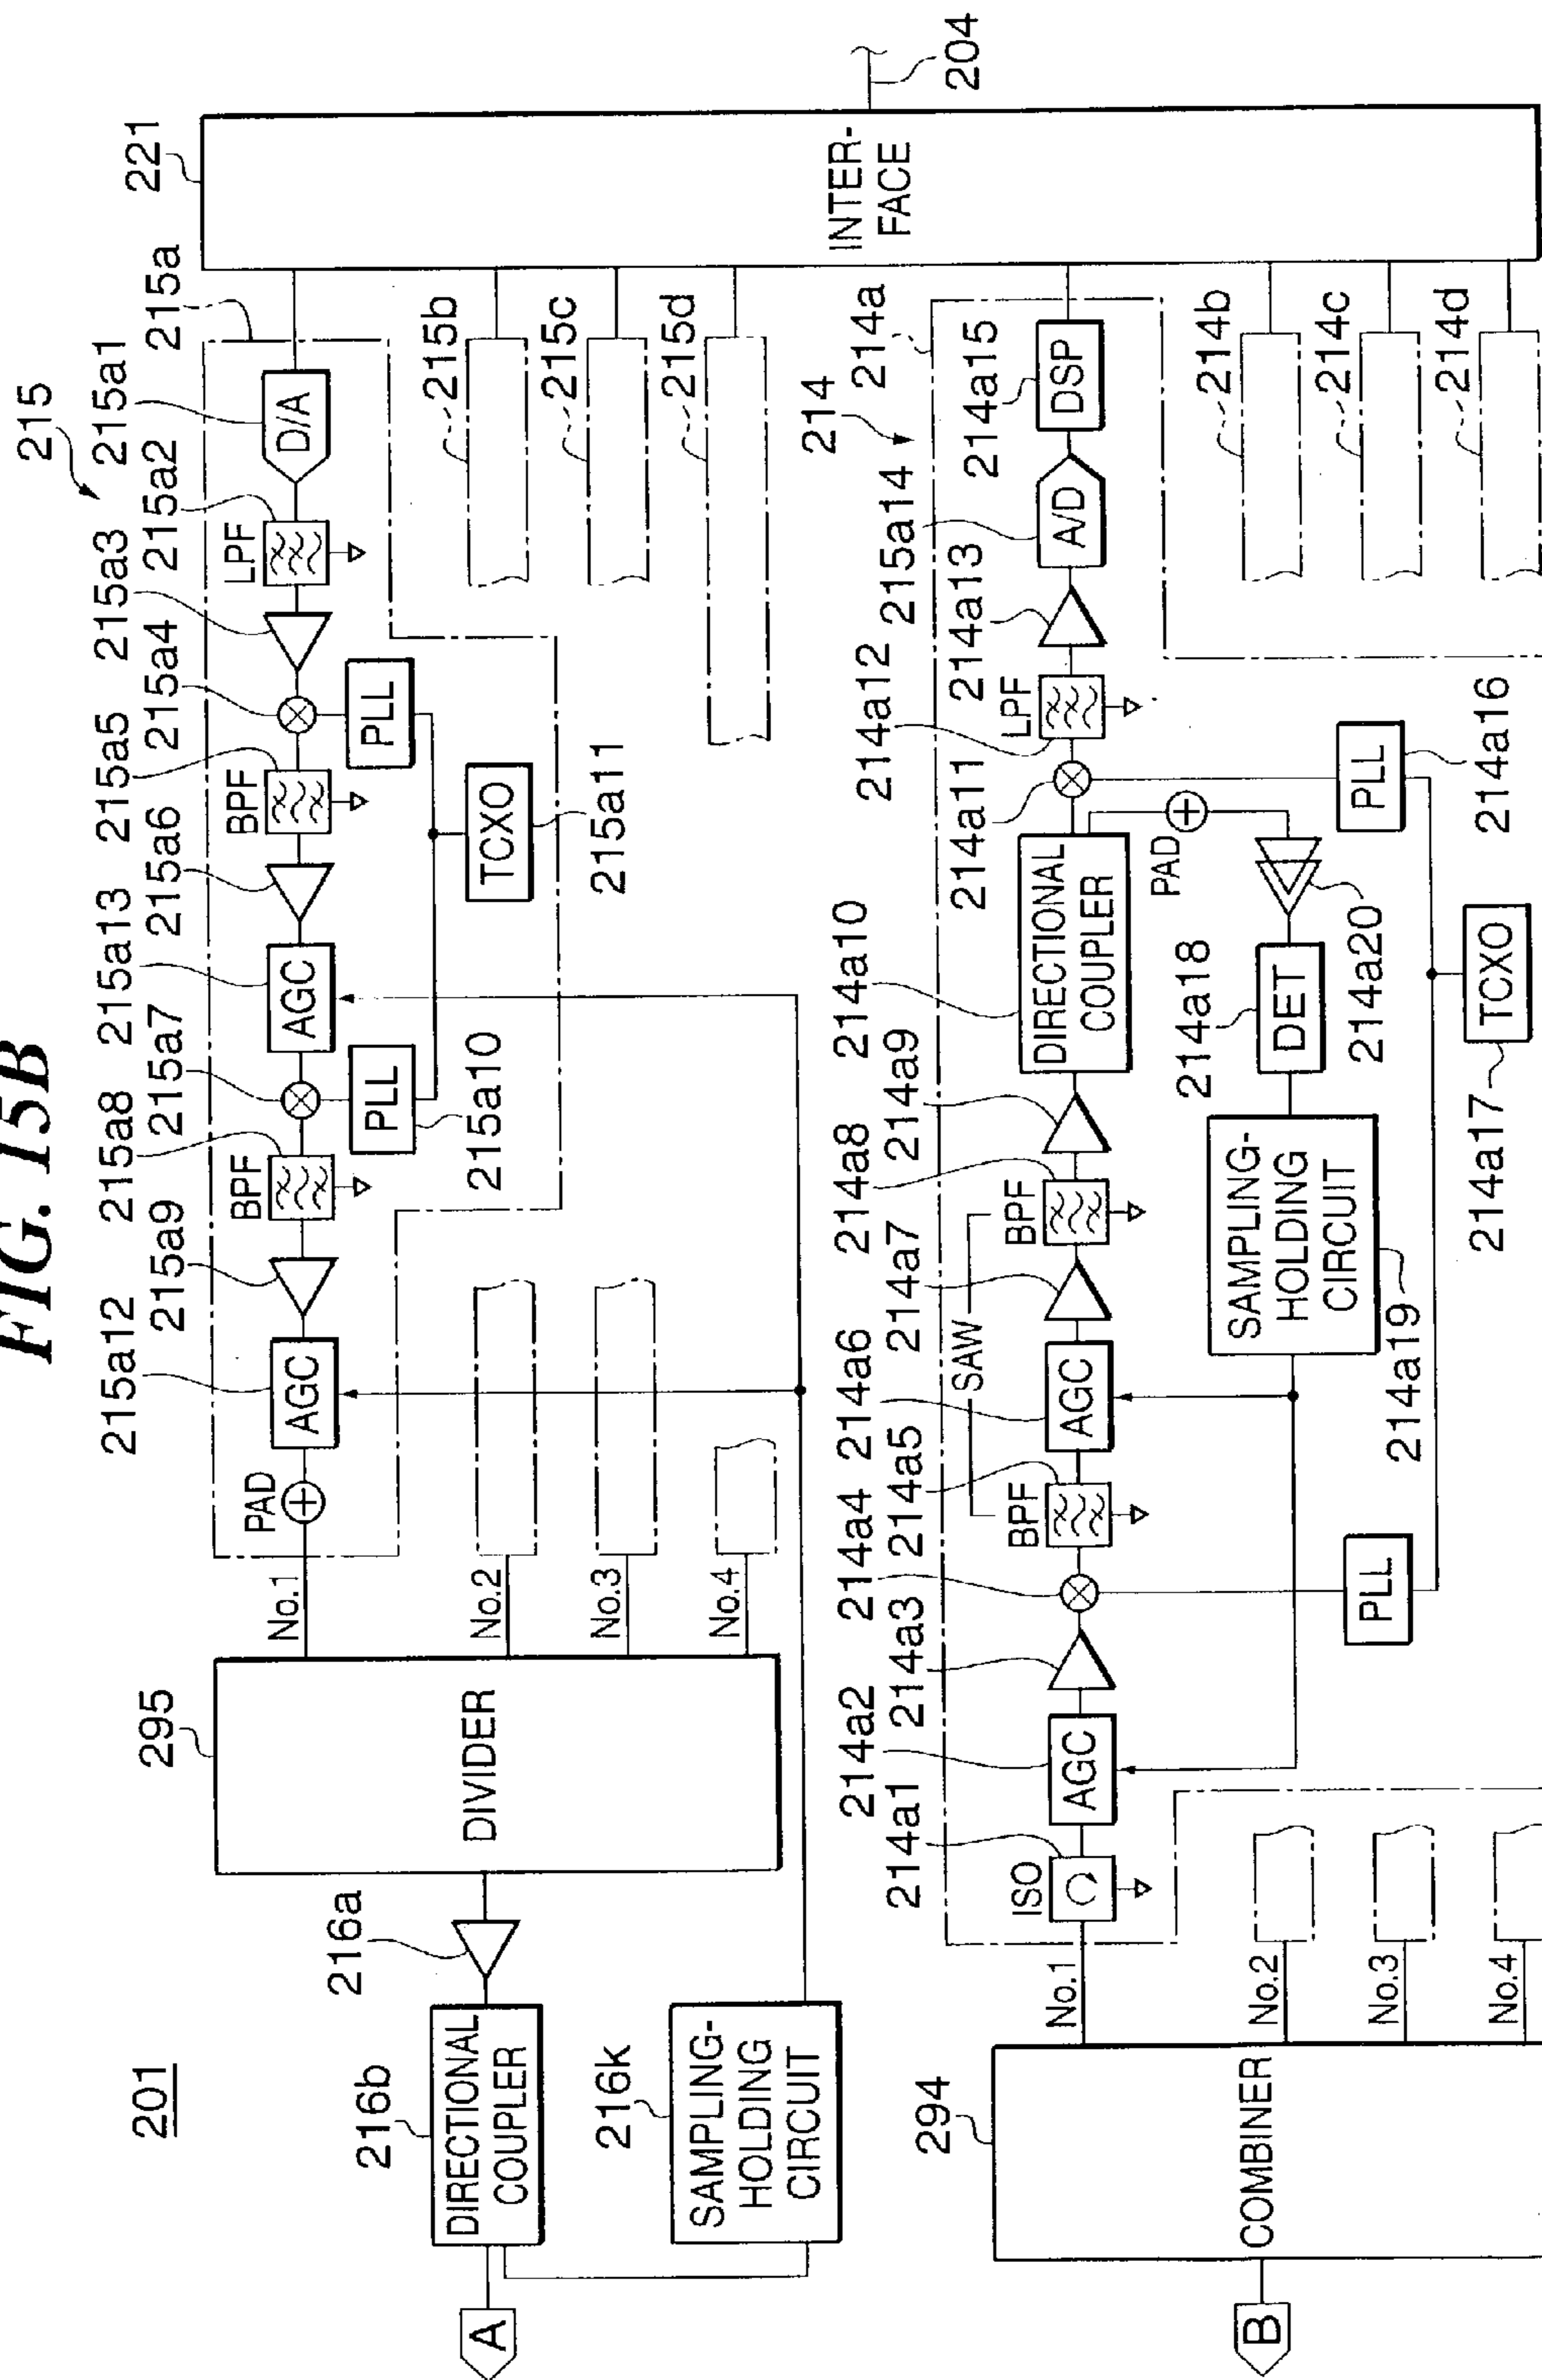 FIG. 15B
201
215
215a
221
204
INTER-
FACE
215a12
215a9
215a8
215a7
215a13
215a6
215a5
215a4
215a3
215a2
215a1
PAD
AGC
BPF
AGC
BPF
LPF
D/A
PLL
215a10
PLL
TCXO
215a11
215b
215c
215d
295
DIVIDER
No.1
No.2
No.3
No.4
216a
216b
DIRECTIONAL
COUPLER
A
216k
SAMPLING-
HOLDING
CIRCUIT
214
214a
214a1
214a2
214a3
214a4
214a5
214a6
214a7
214a8
214a9
214a10
214a11
214a12
214a13
215a14
214a15
ISO
AGC
BPF
SAW
AGC
BPF
DIRECTIONAL
COUPLER
LPF
A/D
DSP
PAD
214a20
214a18
DET
SAMPLING-
HOLDING
CIRCUIT
214a19
PLL
PLL
214a16
TCXO
214a17
214b
214c
214d
294
COMBINER
No.1
No.2
No.3
No.4
B